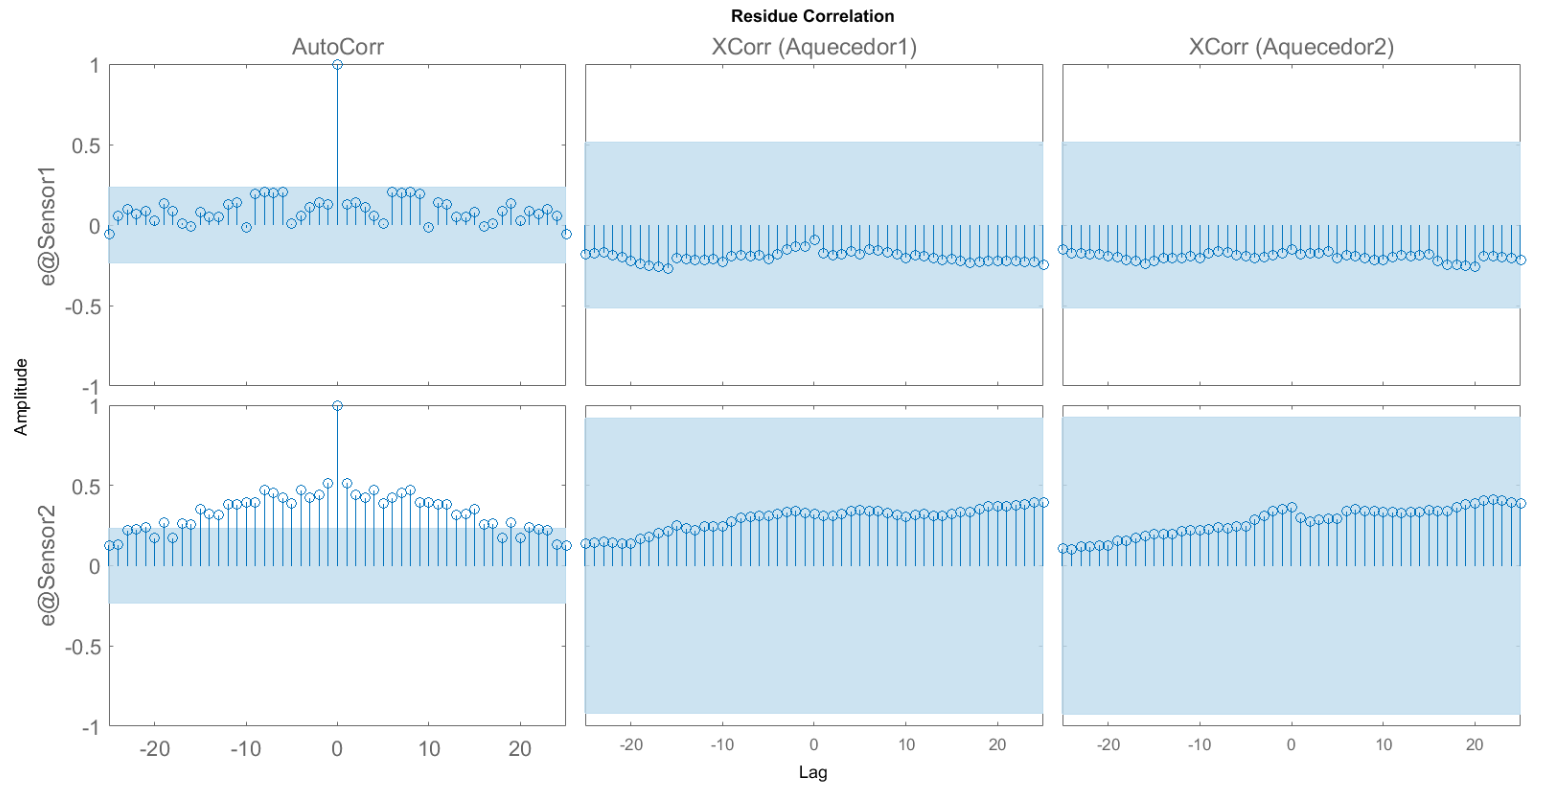 Residue Correlation
AutoCorr
XCorr (Aquecedor1)
XCorr (Aquecedor2)
Amplitude
e@Sensor1
1
0.5
0
-0.5
-1
e@Sensor2
1
0.5
0
-0.5
-1
-20 -10 0 10 20
-20 -10 0 10 20
-20 -10 0 10 20
Lag